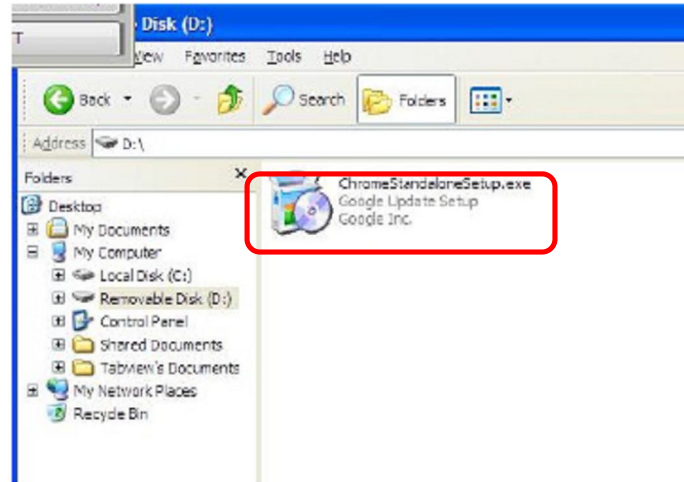 T
Disk (D:)
View Favorites Tools Help
Back Search Folders
Address D:\
Folders X
ChromeStandaloneSetup.exe
Google Update Setup
Google Inc.
Desktop
My Documents
My Computer
Local Disk (C:)
Removable Disk (D:)
Control Panel
Shared Documents
Tabview's Documents
My Network Places
Recycle Bin